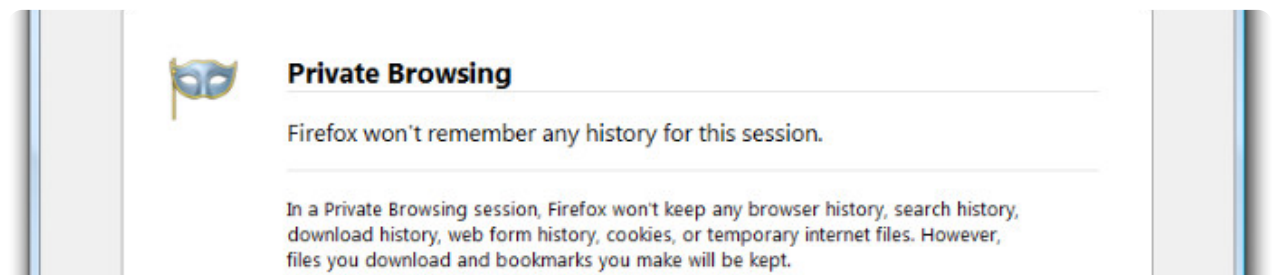 Private Browsing
Firefox won't remember any history for this session.
In a Private Browsing session, Firefox won't keep any browser history, search history,
download history, web form history, cookies, or temporary internet files. However,
files you download and bookmarks you make will be kept.